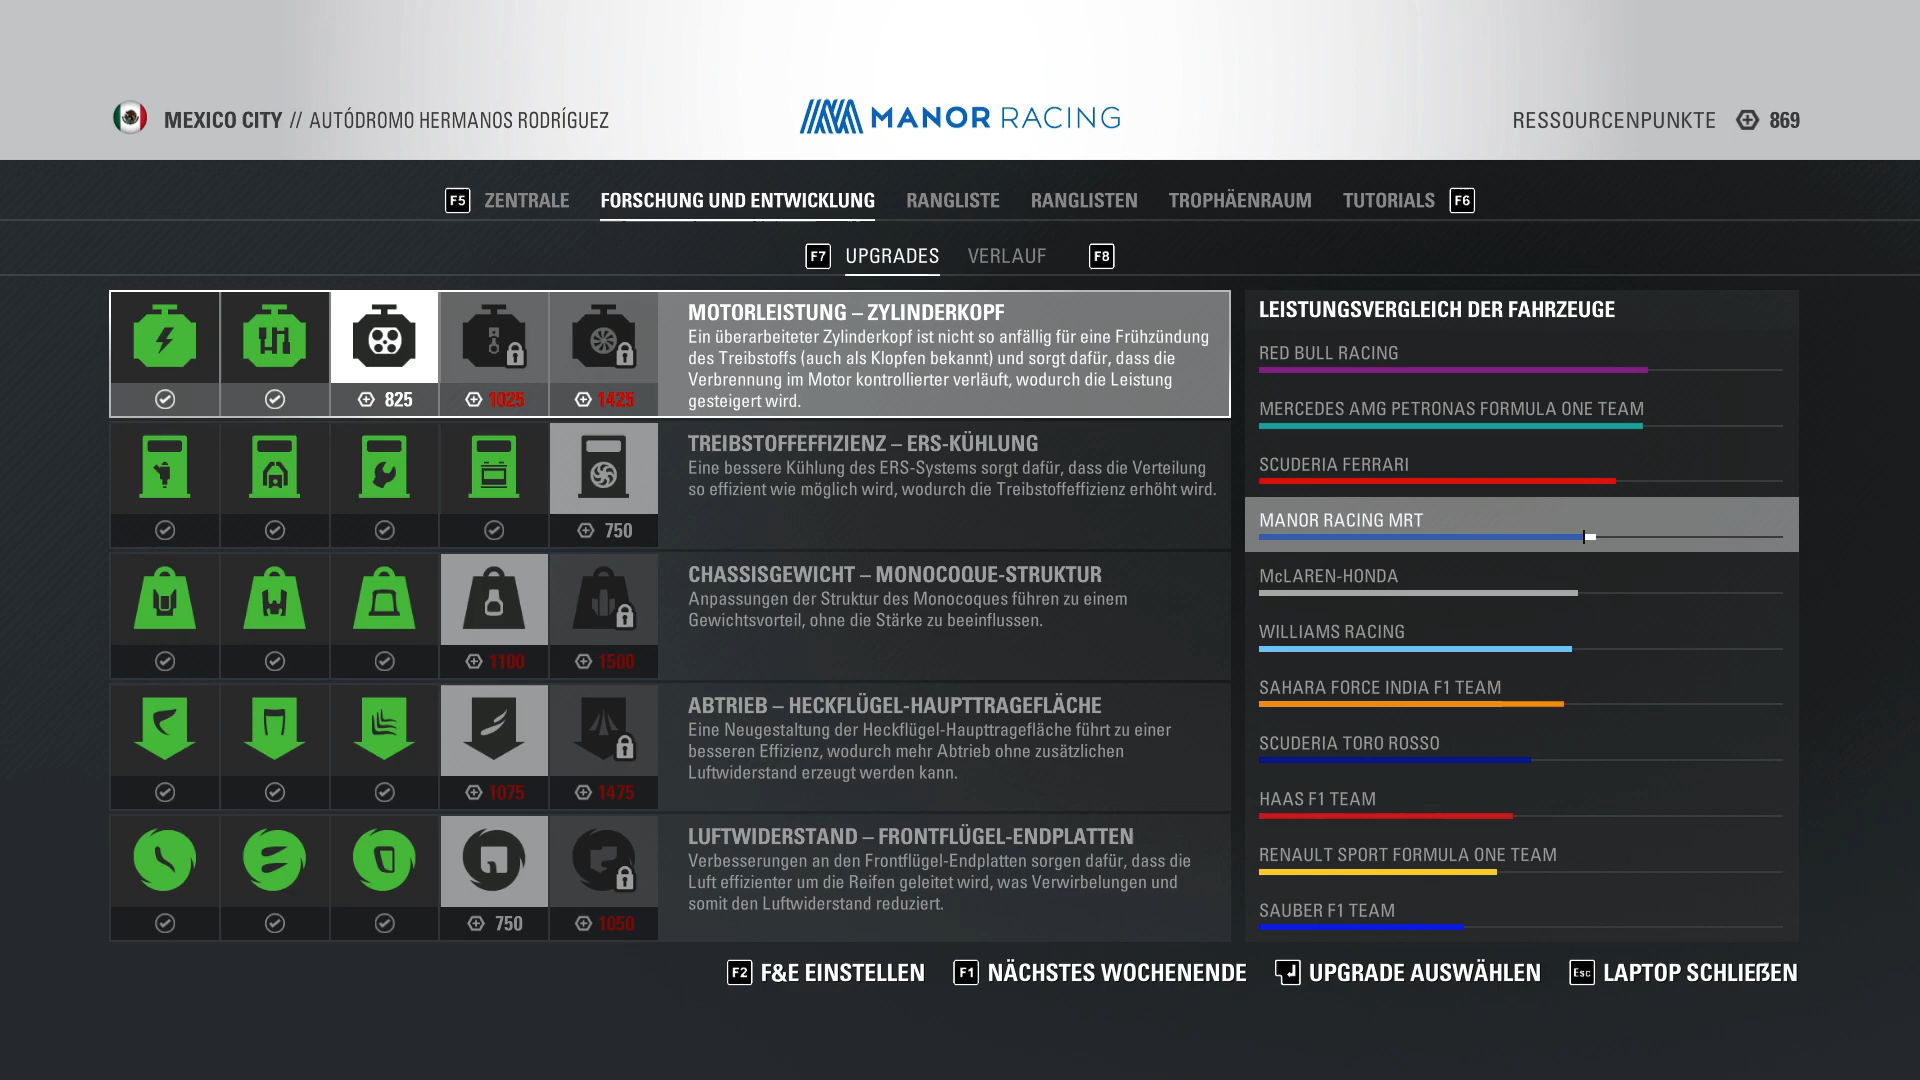 MEXICO CITY // AUTÓDROMO HERMANOS RODRÍGUEZ
MANOR RACING
RESSOURCENPUNKTE 869
F5 ZENTRALE FORSCHUNG UND ENTWICKLUNG RANGLISTE RANGLISTEN TROPHÄENRAUM TUTORIALS F6
F7 UPGRADES VERLAUF F8
825 1025 1425
MOTORLEISTUNG – ZYLINDERKOPF
Ein überarbeiteter Zylinderkopf ist nicht so anfällig für eine Frühzündung
des Treibstoffs (auch als Klopfen bekannt) und sorgt dafür, dass die
Verbrennung im Motor kontrollierter verläuft, wodurch die Leistung
gesteigert wird.
750
TREIBSTOFFEFFIZIENZ – ERS-KÜHLUNG
Eine bessere Kühlung des ERS-Systems sorgt dafür, dass die Verteilung
so effizient wie möglich wird, wodurch die Treibstoffeffizienz erhöht wird.
1100 1500
CHASSISGEWICHT – MONOCOQUE-STRUKTUR
Anpassungen der Struktur des Monocoques führen zu einem
Gewichtsvorteil, ohne die Stärke zu beeinflussen.
1075 1475
ABTRIEB – HECKFLÜGEL-HAUPTTRAGEFLÄCHE
Eine Neugestaltung der Heckflügel-Haupttragefläche führt zu einer
besseren Effizienz, wodurch mehr Abtrieb ohne zusätzlichen
Luftwiderstand erzeugt werden kann.
750 1050
LUFTWIDERSTAND – FRONTFLÜGEL-ENDPLATTEN
Verbesserungen an den Frontflügel-Endplatten sorgen dafür, dass die
Luft effizienter um die Reifen geleitet wird, was Verwirbelungen und
somit den Luftwiderstand reduziert.
LEISTUNGSVERGLEICH DER FAHRZEUGE
RED BULL RACING
MERCEDES AMG PETRONAS FORMULA ONE TEAM
SCUDERIA FERRARI
MANOR RACING MRT
McLAREN-HONDA
WILLIAMS RACING
SAHARA FORCE INDIA F1 TEAM
SCUDERIA TORO ROSSO
HAAS F1 TEAM
RENAULT SPORT FORMULA ONE TEAM
SAUBER F1 TEAM
F2 F&E EINSTELLEN F1 NÄCHSTES WOCHENENDE UPGRADE AUSWÄHLEN Esc LAPTOP SCHLIEßEN